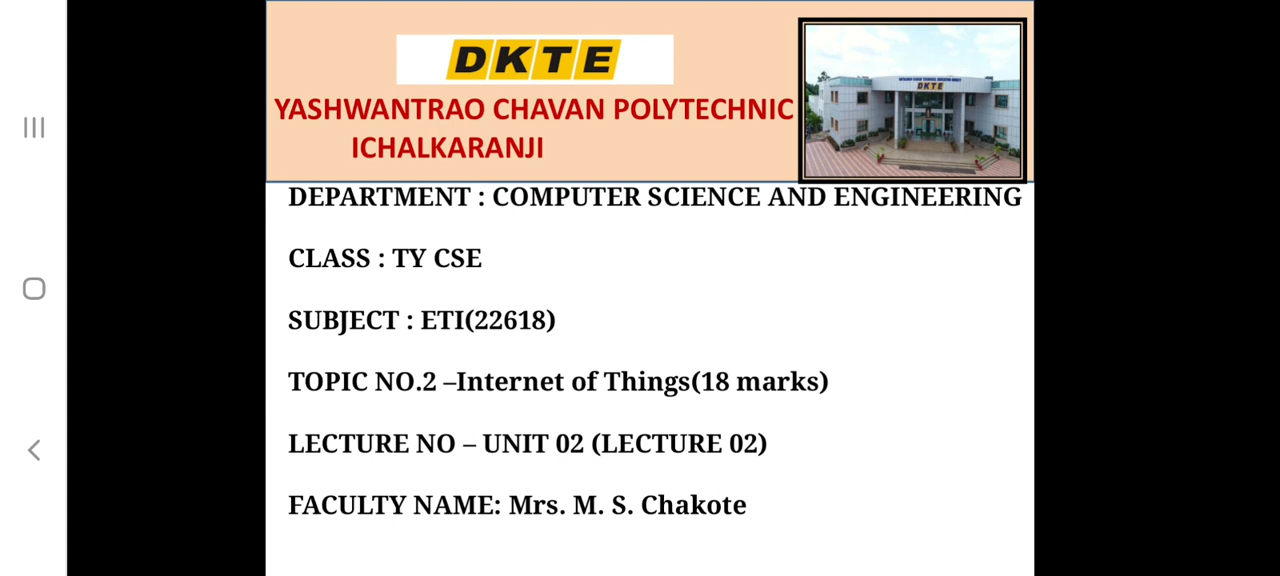 DKTE
YASHWANTRAO CHAVAN POLYTECHNIC
ICHALKARANJI
DKTE
DEPARTMENT : COMPUTER SCIENCE AND ENGINEERING
CLASS : TY CSE
SUBJECT : ETI(22618)
TOPIC NO.2 –Internet of Things(18 marks)
LECTURE NO – UNIT 02 (LECTURE 02)
FACULTY NAME: Mrs. M. S. Chakote